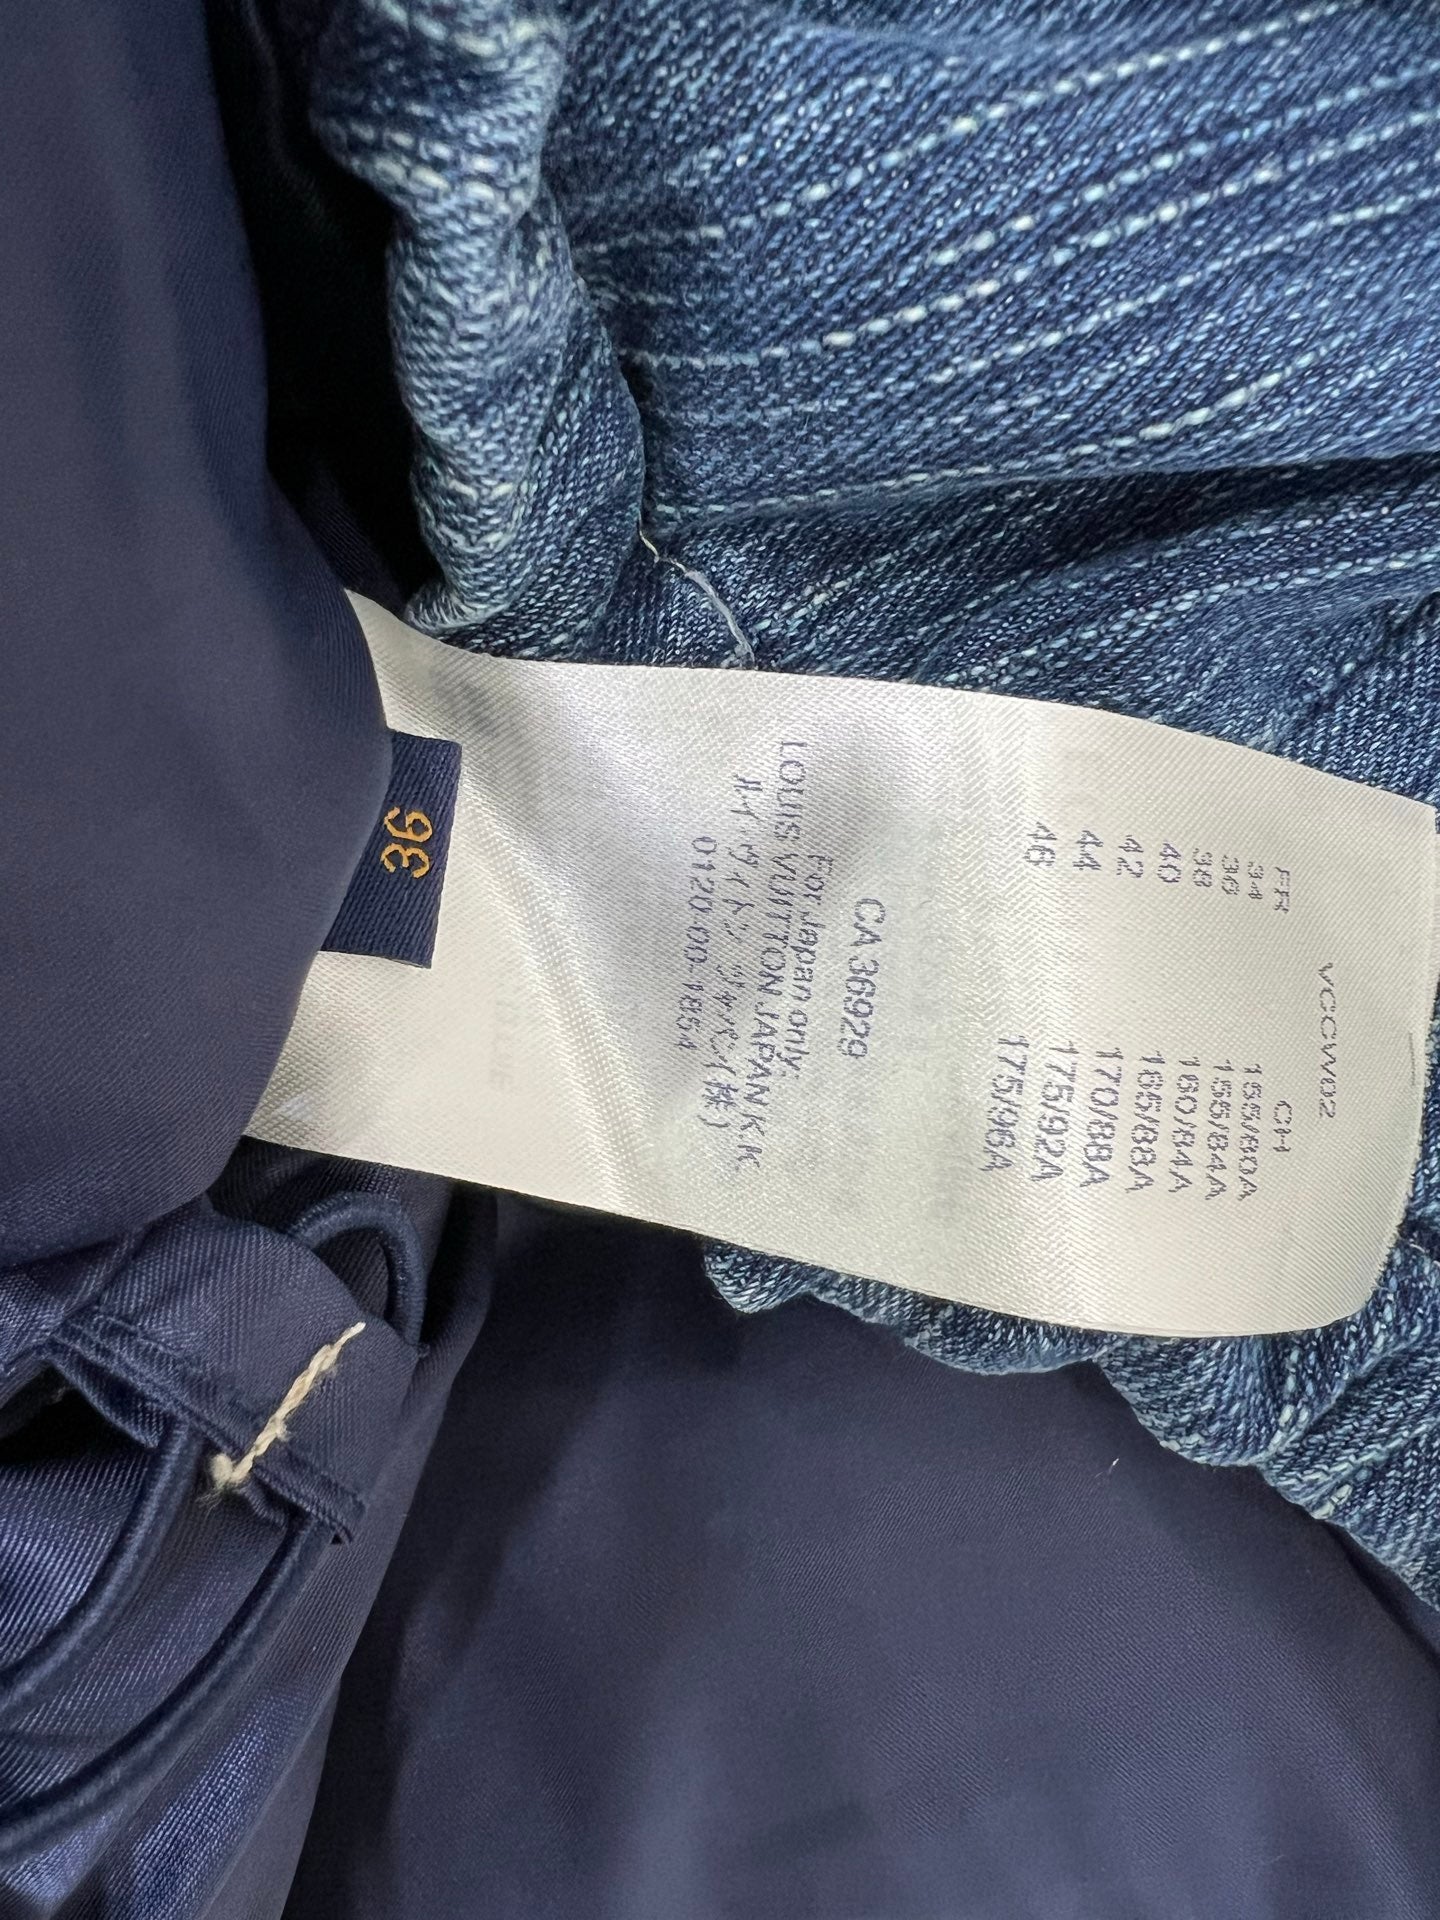 36
VCCW02
FR CH
34 155/80A
36 155/84A
38 160/84A
40 165/88A
42 170/88A
44 175/92A
46 175/96A
CA 36929
For Japan only:
LOUIS VUITTON JAPAN K.K.
ルイ・ヴィトン ジャパン(株)
0120-00-1854